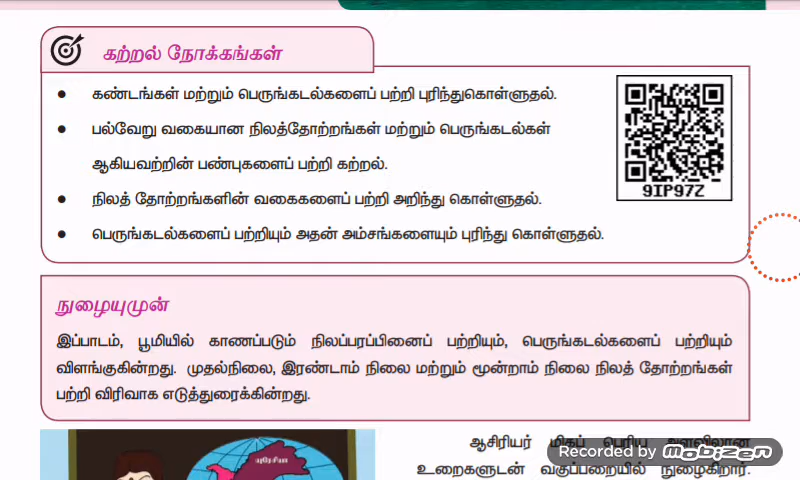 கற்றல் நோக்கங்கள்
● கண்டங்கள் மற்றும் பெருங்கடல்களைப் பற்றி புரிந்துகொள்ளுதல்.
● பல்வேறு வகையான நிலத்தோற்றங்கள் மற்றும் பெருங்கடல்கள்
ஆகியவற்றின் பண்புகளைப் பற்றி கற்றல்.
● நிலத் தோற்றங்களின் வகைகளைப் பற்றி அறிந்து கொள்ளுதல்.
● பெருங்கடல்களைப் பற்றியும் அதன் அம்சங்களையும் புரிந்து கொள்ளுதல்.
9IP97Z
நுழையுமுன்
இப்பாடம், பூமியில் காணப்படும் நிலப்பரப்பினைப் பற்றியும், பெருங்கடல்களைப் பற்றியும்
விளங்குகின்றது. முதல்நிலை, இரண்டாம் நிலை மற்றும் மூன்றாம் நிலை நிலத் தோற்றங்கள்
பற்றி விரிவாக எடுத்துரைக்கின்றது.
யுரேசியா
ஆசிரியர் மிகப் பெரிய அளவிலான
உறைகளுடன் வகுப்பறையில் நுழைகிறார்.
Recorded by mobizen